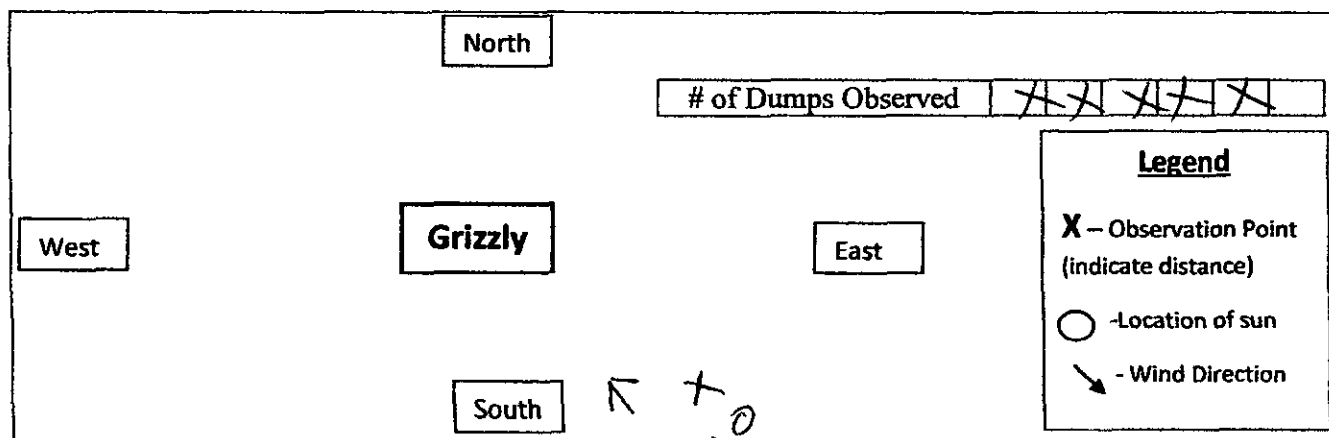 North
# of Dumps Observed X X X X X
Legend
X – Observation Point
(indicate distance)
-Location of sun
- Wind Direction
West
Grizzly
East
South
X